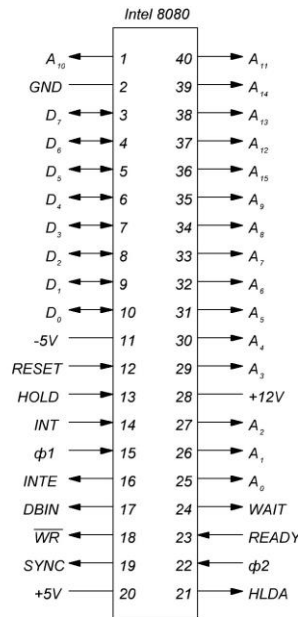 Intel 8080
A₁₀ 1 40 A₁₁
GND 2 39 A₁₄
D₇ 3 38 A₁₃
D₆ 4 37 A₁₂
D₅ 5 36 A₁₅
D₄ 6 35 A₉
D₃ 7 34 A₈
D₂ 8 33 A₇
D₁ 9 32 A₆
D₀ 10 31 A₅
-5V 11 30 A₄
RESET 12 29 A₃
HOLD 13 28 +12V
INT 14 27 A₂
ф1 15 26 A₁
INTE 16 25 A₀
DBIN 17 24 WAIT
W̅R̅ 18 23 READY
SYNC 19 22 ф2
+5V 20 21 HLDA